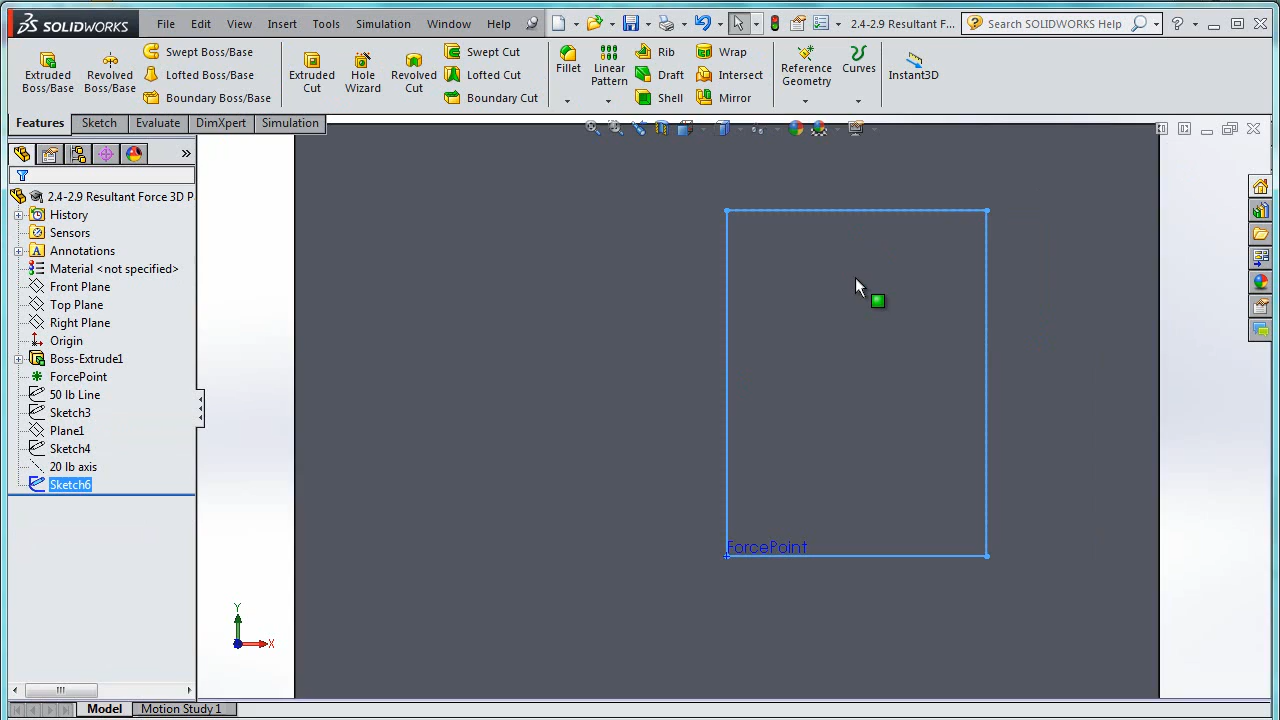 SOLIDWORKS File Edit View Insert Tools Simulation Window Help 2.4-2.9 Resultant F... Search SOLIDWORKS Help
Extruded Boss/Base
Revolved Boss/Base
Swept Boss/Base
Lofted Boss/Base
Boundary Boss/Base
Extruded Cut
Hole Wizard
Revolved Cut
Swept Cut
Lofted Cut
Boundary Cut
Fillet
Linear Pattern
Rib
Draft
Shell
Wrap
Intersect
Mirror
Reference Geometry
Curves
Instant3D
Features Sketch Evaluate DimXpert Simulation
2.4-2.9 Resultant Force 3D P
History
Sensors
Annotations
Material <not specified>
Front Plane
Top Plane
Right Plane
Origin
Boss-Extrude1
ForcePoint
50 lb Line
Sketch3
Plane1
Sketch4
20 lb axis
Sketch6
ForcePoint
Y
X
Model Motion Study 1